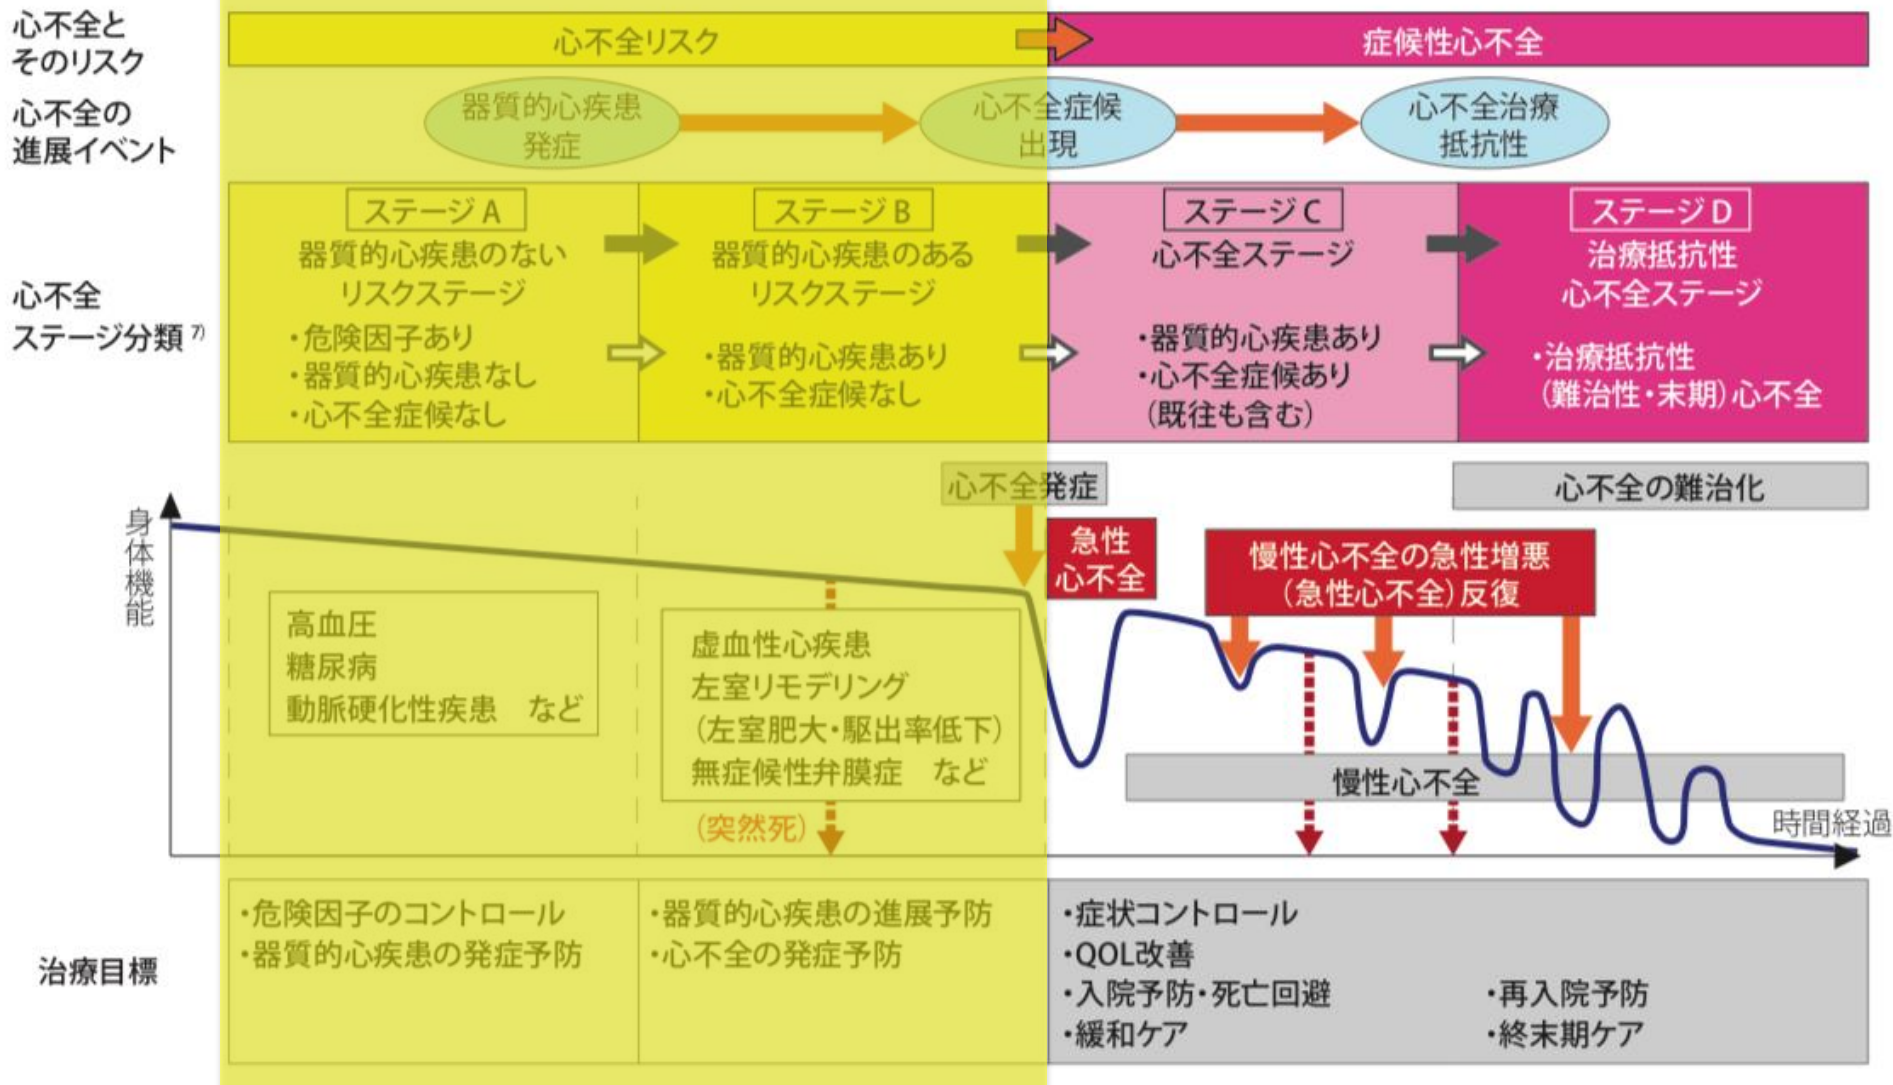 心不全と
そのリスク
心不全リスク
症候性心不全
心不全の
進展イベント
器質的心疾患
発症
心不全症候
出現
心不全治療
抵抗性
心不全
ステージ分類 7)
ステージ A
器質的心疾患のない
リスクステージ
・危険因子あり
・器質的心疾患なし
・心不全症候なし
ステージ B
器質的心疾患のある
リスクステージ
・器質的心疾患あり
・心不全症候なし
ステージ C
心不全ステージ
・器質的心疾患あり
・心不全症候あり
(既往も含む)
ステージ D
治療抵抗性
心不全ステージ
・治療抵抗性
(難治性・末期)心不全
心不全発症
心不全の難治化
身体機能
急性
心不全
慢性心不全の急性増悪
(急性心不全)反復
高血圧
糖尿病
動脈硬化性疾患 など
虚血性心疾患
左室リモデリング
(左室肥大・駆出率低下)
無症候性弁膜症 など
(突然死)
慢性心不全
時間経過
治療目標
・危険因子のコントロール
・器質的心疾患の発症予防
・器質的心疾患の進展予防
・心不全の発症予防
・症状コントロール
・QOL改善
・入院予防・死亡回避
・緩和ケア
・再入院予防
・終末期ケア